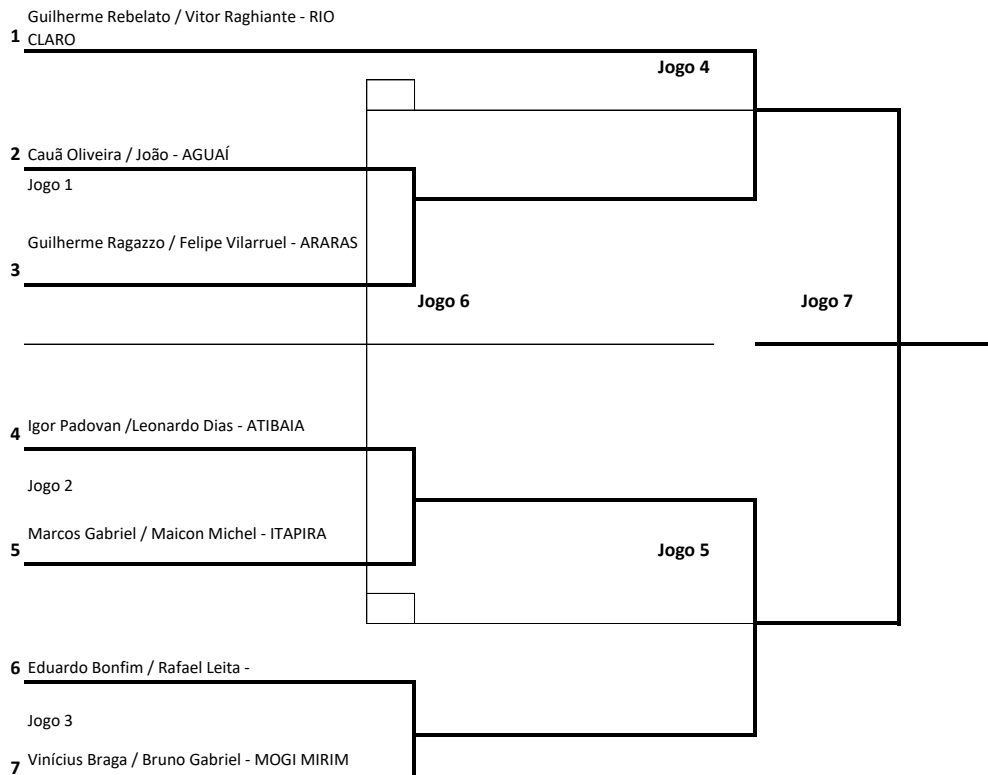 Guilherme Rebelato / Vitor Raghiante - RIO
1 CLARO
Jogo 4
2 Cauã Oliveira / João - AGUAÍ
Jogo 1
Guilherme Ragazzo / Felipe Vilarruel - ARARAS
3
Jogo 6 Jogo 7
4 Igor Padovan /Leonardo Dias - ATIBAIA
Jogo 2
Marcos Gabriel / Maicon Michel - ITAPIRA
5 Jogo 5
6 Eduardo Bonfim / Rafael Leita -
Jogo 3
7 Vinícius Braga / Bruno Gabriel - MOGI MIRIM